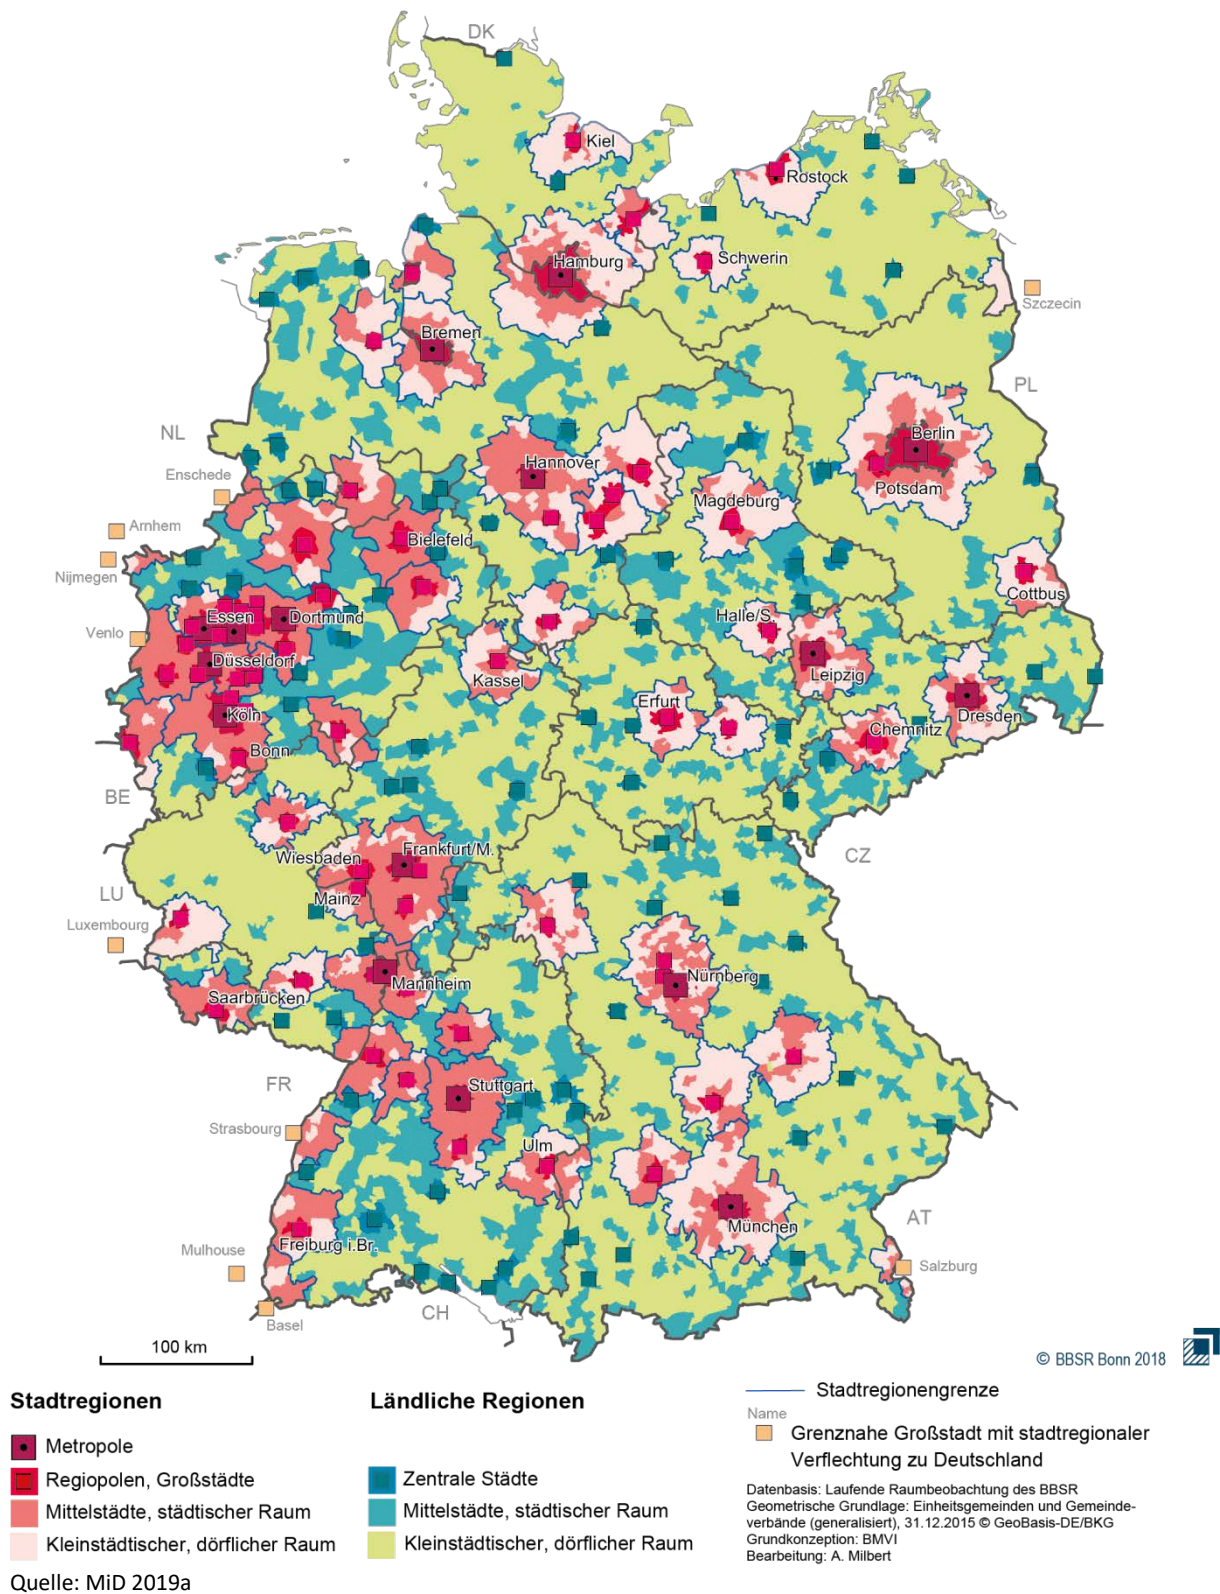 DK
Kiel
Rostock
Hamburg
Schwerin
Szczecin
Bremen
PL
NL
Berlin
Enschede
Hannover
Potsdam
Magdeburg
Arnhem
Bielefeld
Nijmegen
Cottbus
Essen
Dortmund
Halle/S.
Venlo
Düsseldorf
Kassel
Leipzig
Erfurt
Köln
Dresden
Chemnitz
Bonn
BE
Wiesbaden
Frankfurt/M.
CZ
LU
Mainz
Luxembourg
Mannheim
Nürnberg
Saarbrücken
FR
Stuttgart
Strasbourg
Ulm
AT
München
Freiburg i.Br.
Mulhouse
Salzburg
CH
Basel
100 km
© BBSR Bonn 2018
Stadtregionen
Metropole
Regiopolen, Großstädte
Mittelstädte, städtischer Raum
Kleinstädtischer, dörflicher Raum
Ländliche Regionen
Zentrale Städte
Mittelstädte, städtischer Raum
Kleinstädtischer, dörflicher Raum
Stadtregionengrenze
Name
Grenznahe Großstadt mit stadtregionaler
Verflechtung zu Deutschland
Datenbasis: Laufende Raumbeobachtung des BBSR
Geometrische Grundlage: Einheitsgemeinden und Gemeinde-
verbände (generalisiert), 31.12.2015 © GeoBasis-DE/BKG
Grundkonzeption: BMVI
Bearbeitung: A. Milbert
Quelle: MiD 2019a